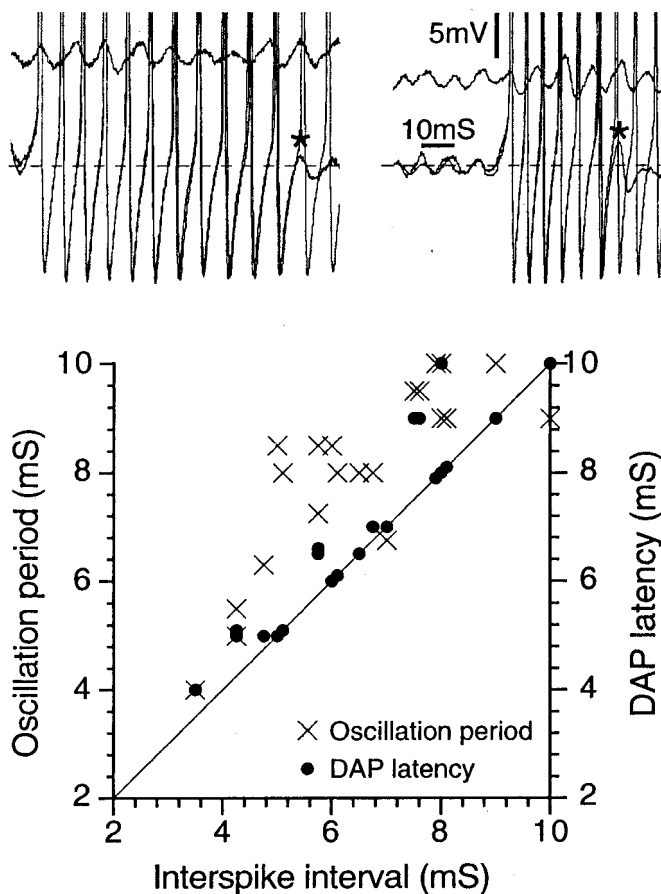 5mV
10mS
★
★
10
8
6
4
2
Oscillation period (mS)
10
8
6
4
2
DAP latency (mS)
× Oscillation period
● DAP latency
2 4 6 8 10
Interspike interval (mS)